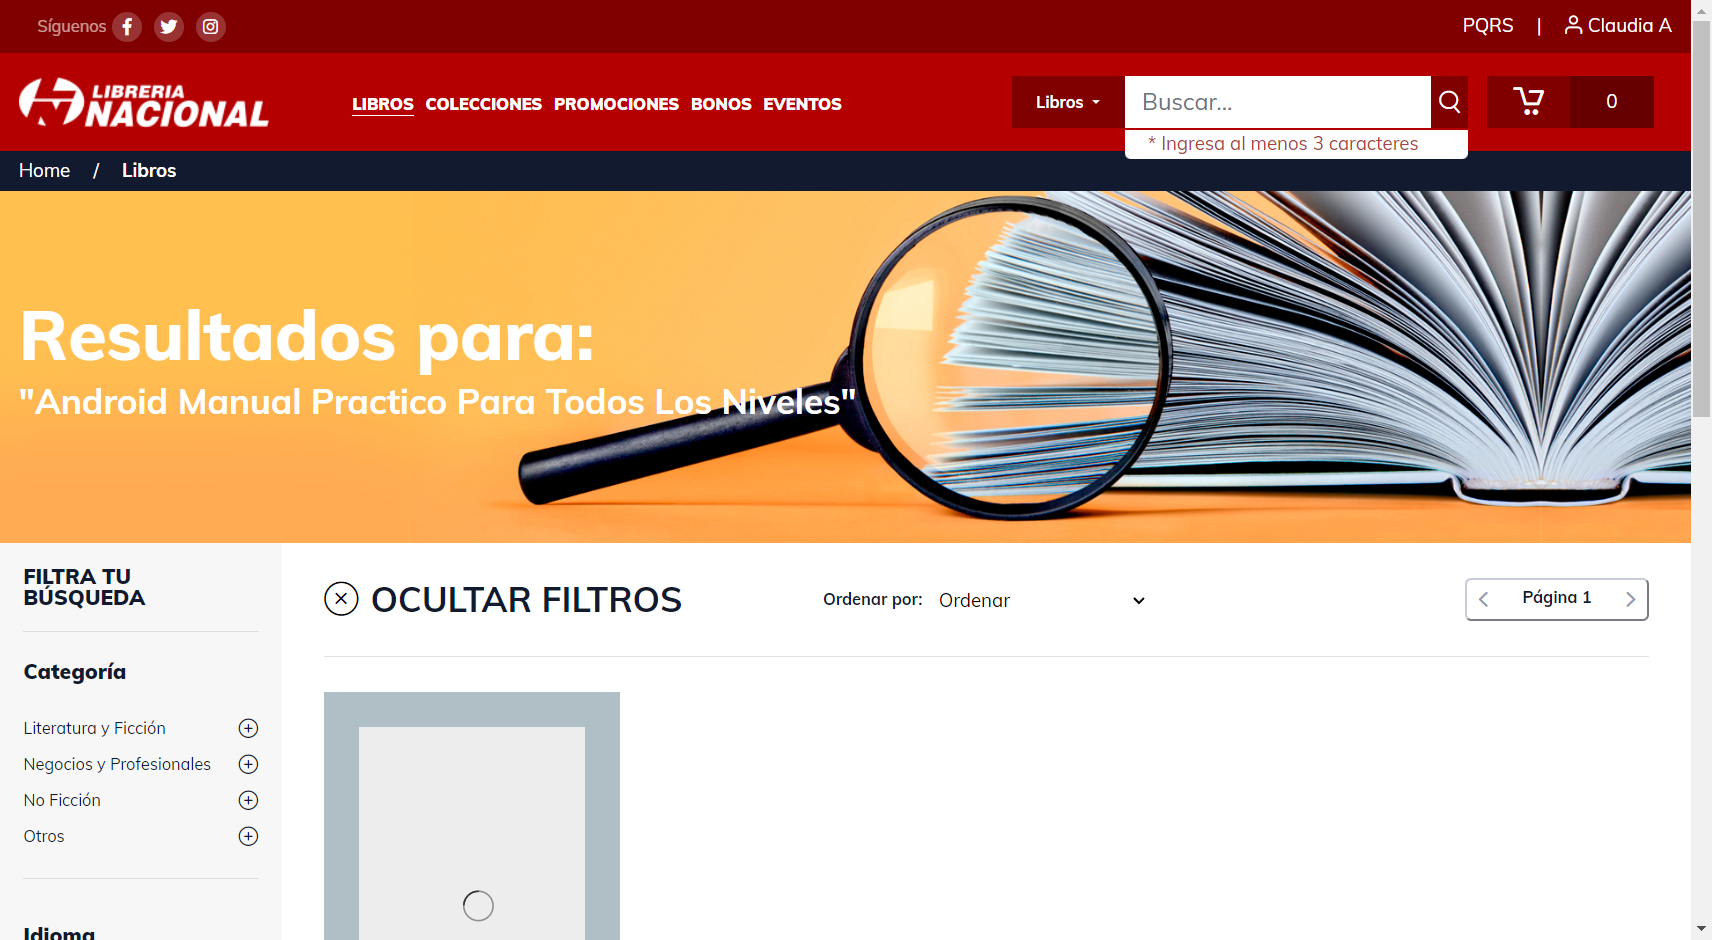 Síguenos
PQRS | Claudia A
LIBRERIA
NACIONAL
LIBROS COLECCIONES PROMOCIONES BONOS EVENTOS
Libros
Buscar...
0
* Ingresa al menos 3 caracteres
Home / Libros
Resultados para:
"Android Manual Practico Para Todos Los Niveles"
FILTRA TU
BÚSQUEDA
OCULTAR FILTROS
Ordenar por: Ordenar
Página 1
Categoría
Literatura y Ficción
Negocios y Profesionales
No Ficción
Otros
Idioma